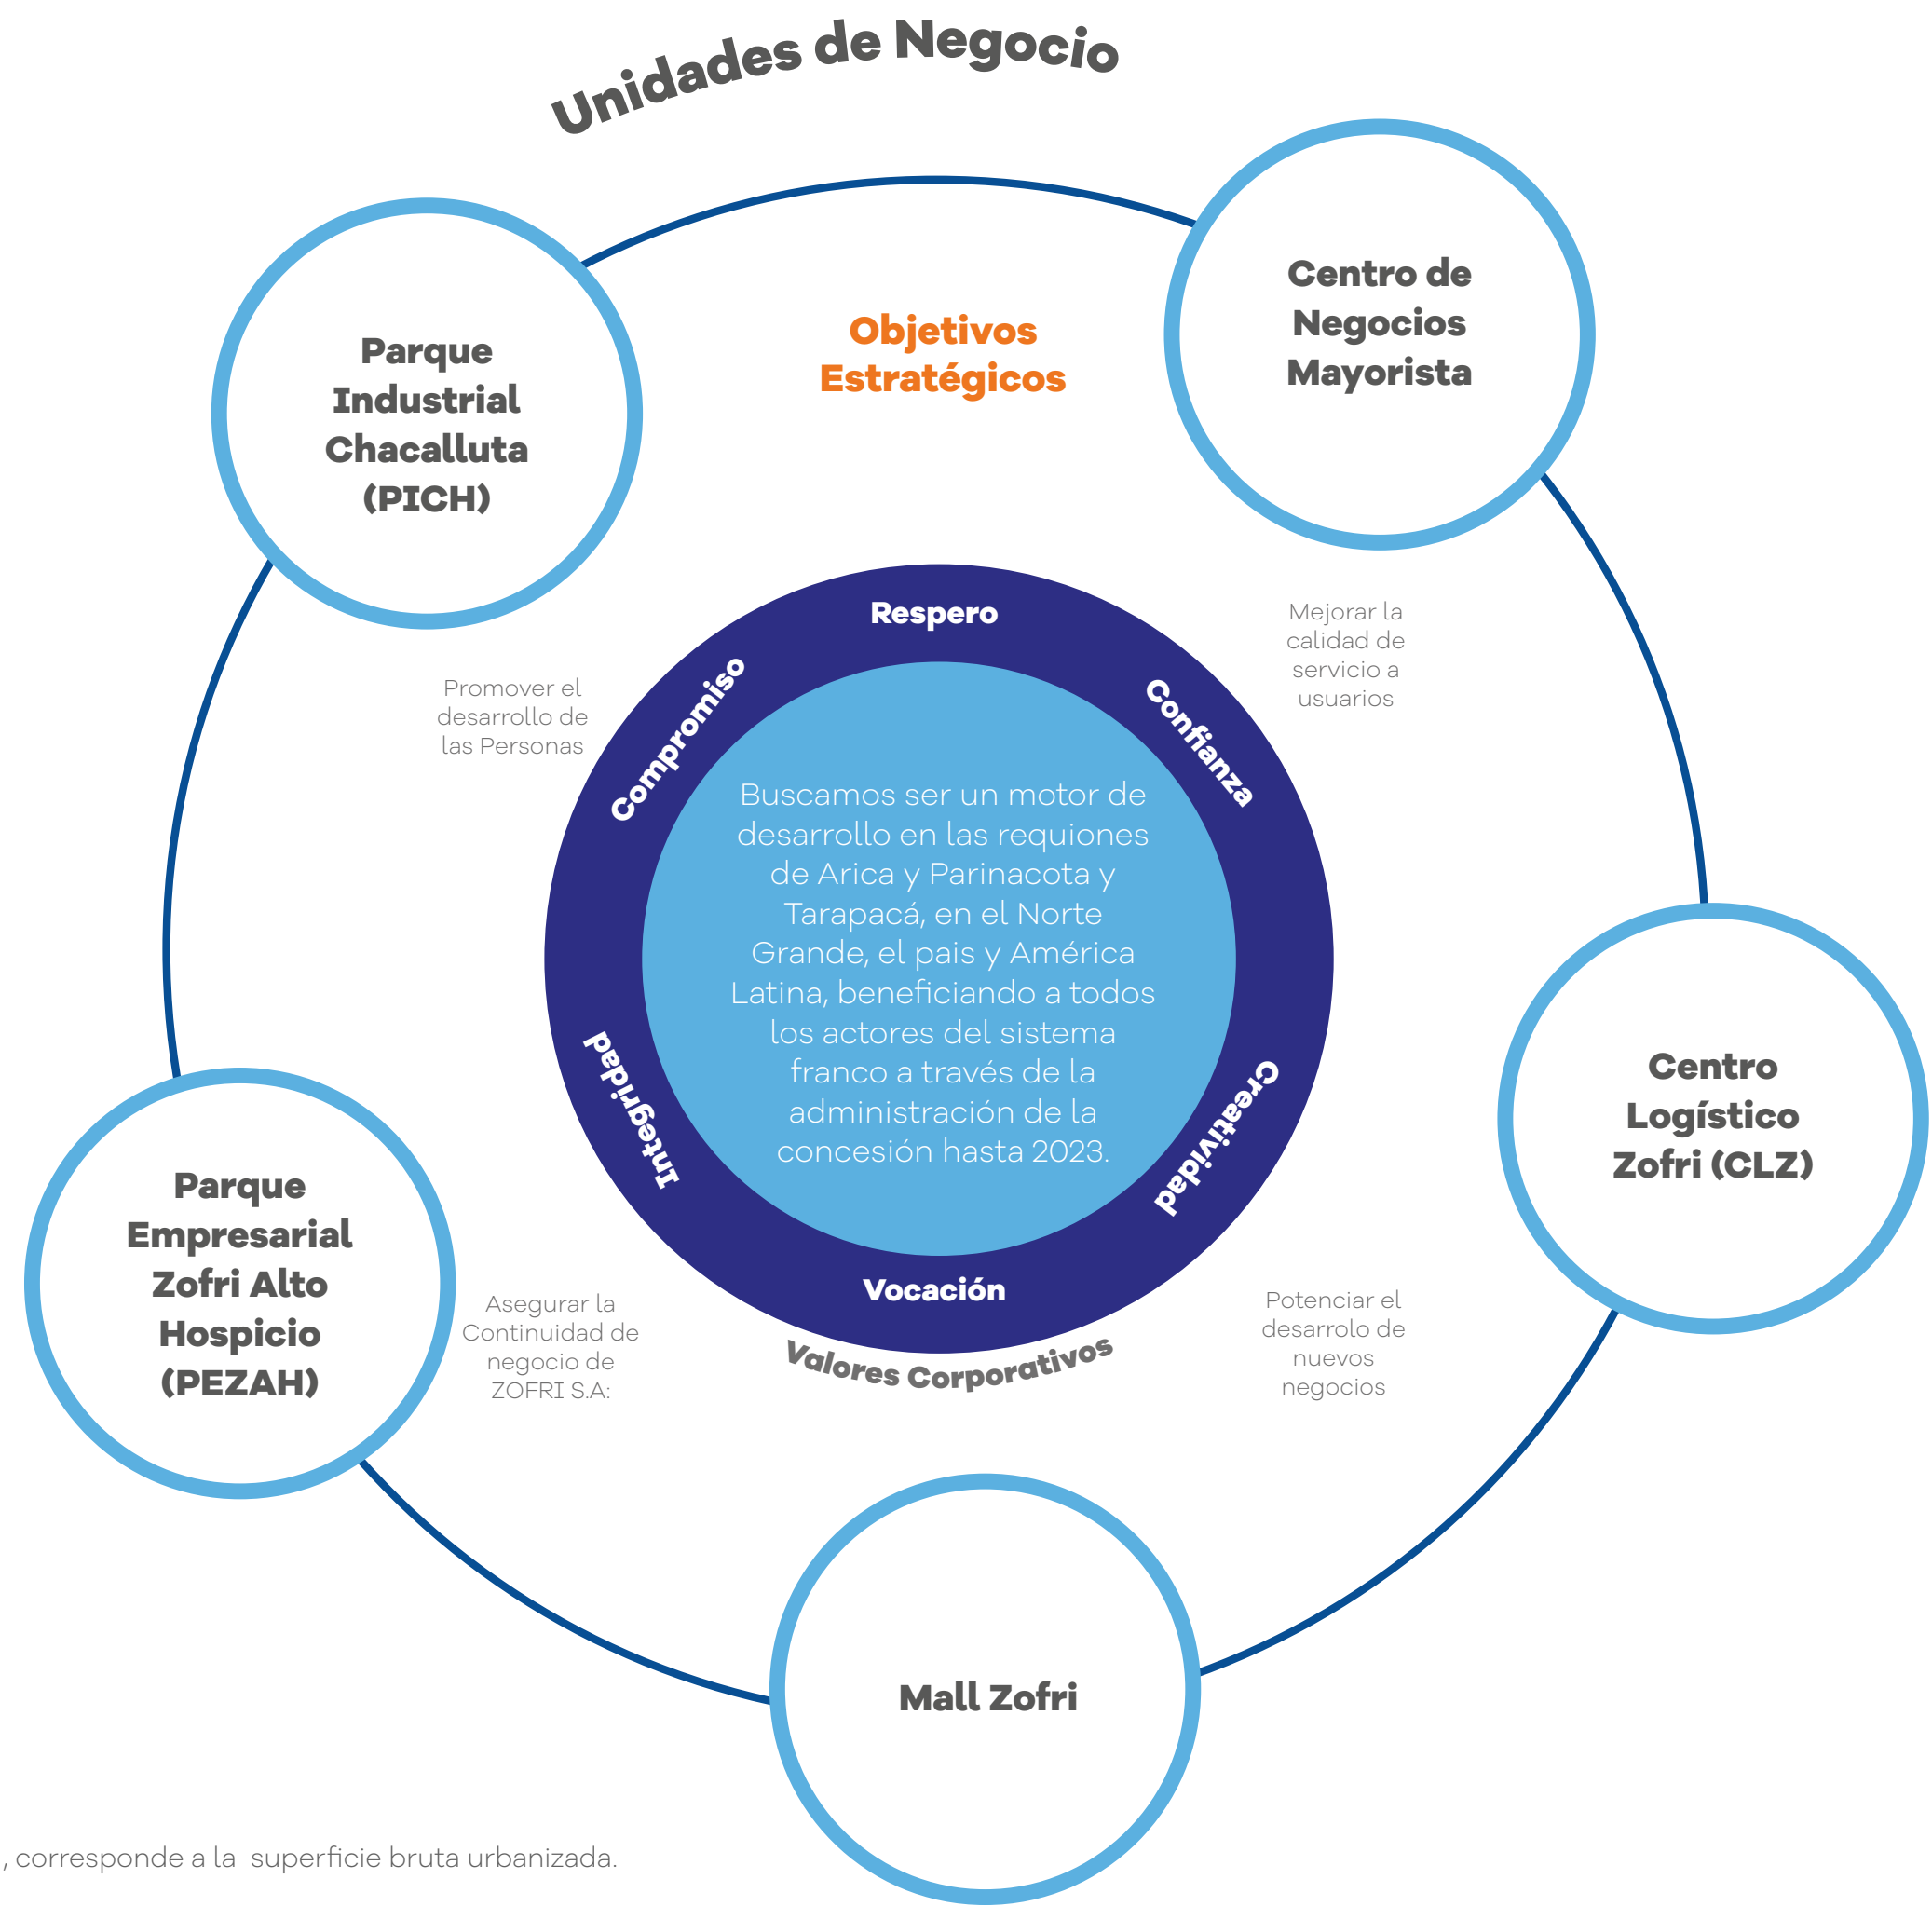 Unidades de Negocio
Centro de
Negocios
Mayorista
Parque
Industrial
Chacalluta
(PICH)
Objetivos
Estratégicos
Respero
Compromiso
Confianza
Mejorar la
calidad de
servicio a
usuarios
Promover el
desarrollo de
las Personas
Buscamos ser un motor de
desarrollo en las requiones
de Arica y Parinacota y
Tarapacá, en el Norte
Grande, el pais y América
Latina, beneficiando a todos
los actores del sistema
franco a través de la
administración de la
concesión hasta 2023.
Integridad
Creatividad
Vocación
Valores Corporativos
Centro
Logístico
Zofri (CLZ)
Parque
Empresarial
Zofri Alto
Hospicio
(PEZAH)
Asegurar la
Continuidad de
negocio de
ZOFRI S.A:
Potenciar el
desarrolo de
nuevos
negocios
Mall Zofri
, corresponde a la  superficie bruta urbanizada.